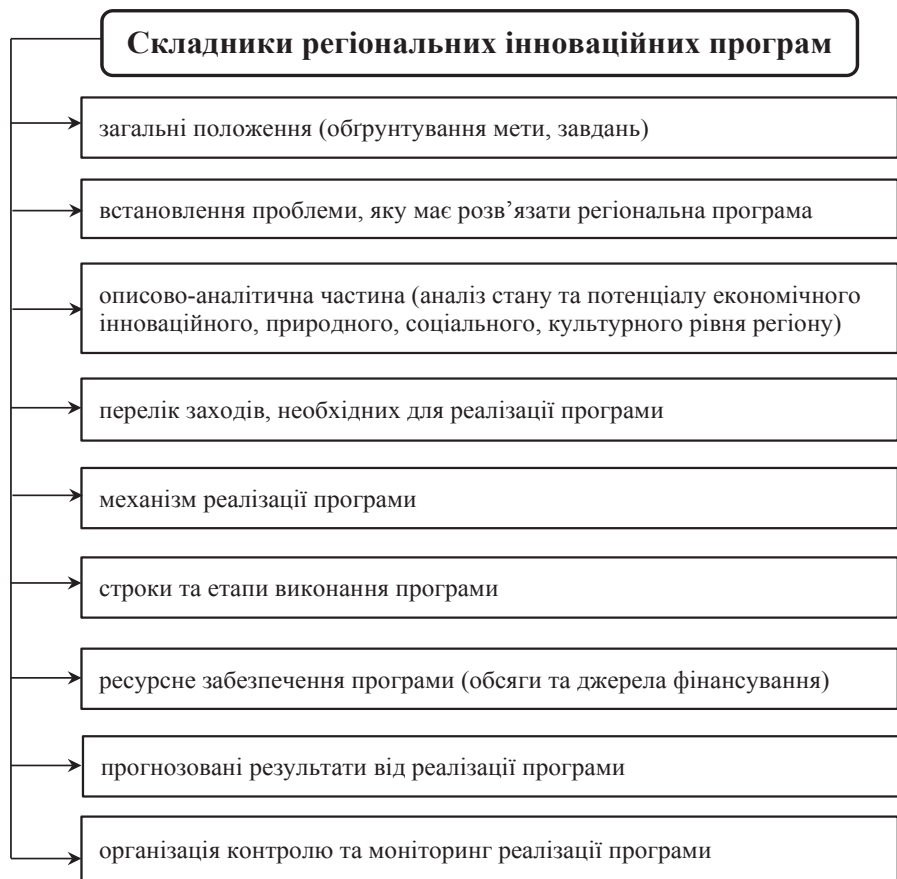 Складники регіональних інноваційних програм
загальні положення (обґрунтування мети, завдань)
встановлення проблеми, яку має розв’язати регіональна програма
описово-аналітична частина (аналіз стану та потенціалу економічного
інноваційного, природного, соціального, культурного рівня регіону)
перелік заходів, необхідних для реалізації програми
механізм реалізації програми
строки та етапи виконання програми
ресурсне забезпечення програми (обсяги та джерела фінансування)
прогнозовані результати від реалізації програми
організація контролю та моніторинг реалізації програми